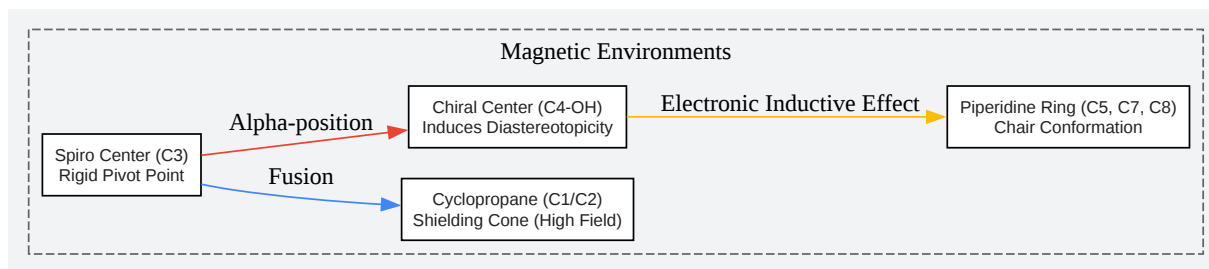 Magnetic Environments
Spiro Center (C3)
Rigid Pivot Point
Alpha-position
Fusion
Chiral Center (C4-OH)
Induces Diastereotopicity
Cyclopropane (C1/C2)
Shielding Cone (High Field)
Electronic Inductive Effect
Piperidine Ring (C5, C7, C8)
Chair Conformation